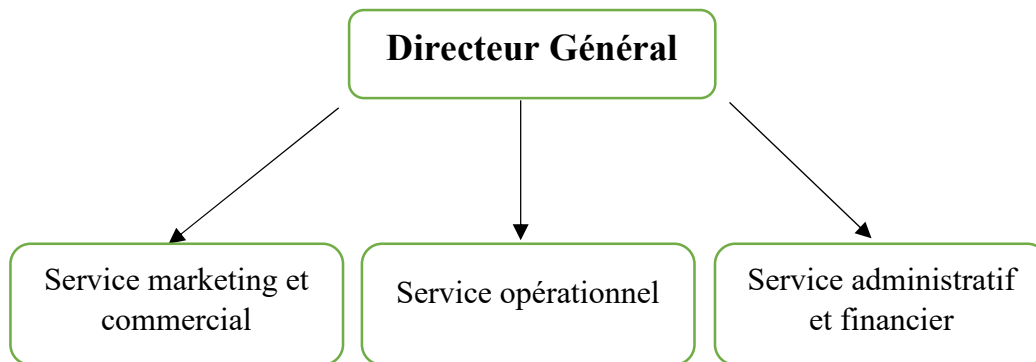 Directeur Général
Service marketing et
commercial
Service opérationnel
Service administratif
et financier